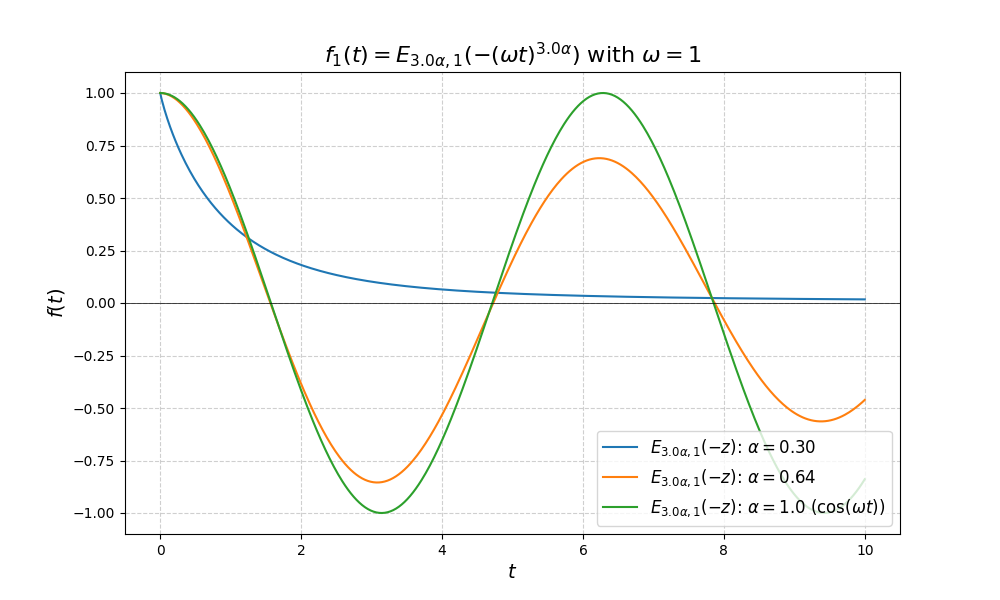 f₁(t) = E₃.₀α,₁(−(ωt)³·⁰α) with ω = 1
f(t)
1.00
0.75
0.50
0.25
0.00
−0.25
−0.50
−0.75
−1.00
E₃.₀α,₁(−z): α = 0.30
E₃.₀α,₁(−z): α = 0.64
E₃.₀α,₁(−z): α = 1.0 (cos(ωt))
0 2 4 6 8 10
t